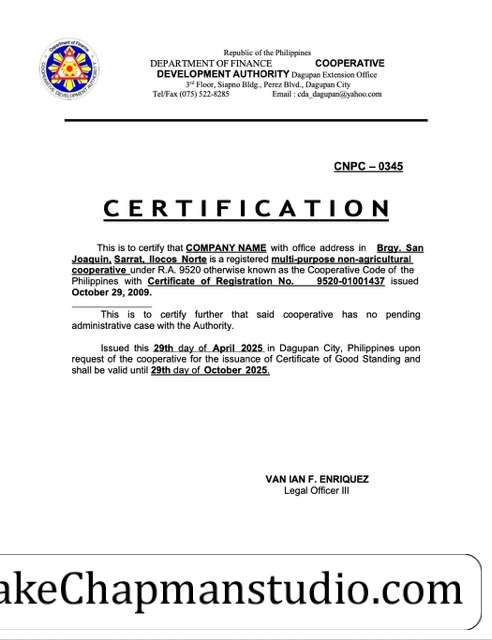 Republic of the Philippines
DEPARTMENT OF FINANCE COOPERATIVE
DEVELOPMENT AUTHORITY Dagupan Extension Office
3rd Floor, Siapno Bldg., Perez Blvd., Dagupan City
Tel/Fax (075) 522-8285 Email : cda_dagupan@yahoo.com
CNPC – 0345
CERTIFICATION
This is to certify that COMPANY NAME with office address in Brgy. San
Joaquin, Sarrat, Ilocos Norte is a registered multi-purpose non-agricultural
cooperative under R.A. 9520 otherwise known as the Cooperative Code of the
Philippines with Certificate of Registration No. 9520-01001437 issued
October 29, 2009.
This is to certify further that said cooperative has no pending
administrative case with the Authority.
Issued this 29th day of April 2025 in Dagupan City, Philippines upon
request of the cooperative for the issuance of Certificate of Good Standing and
shall be valid until 29th day of October 2025.
VAN IAN F. ENRIQUEZ
Legal Officer III
akeChapmanstudio.com